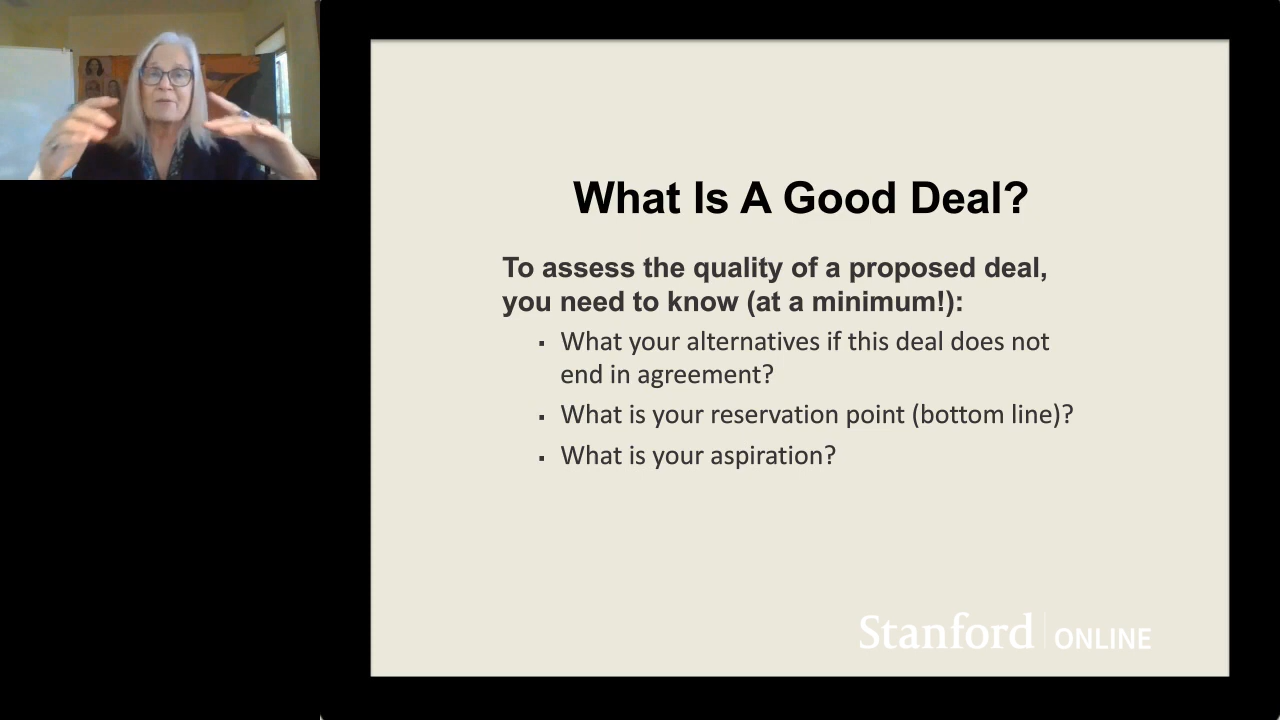 What Is A Good Deal?
To assess the quality of a proposed deal,
you need to know (at a minimum!):
▪ What your alternatives if this deal does not
end in agreement?
▪ What is your reservation point (bottom line)?
▪ What is your aspiration?
Stanford | ONLINE